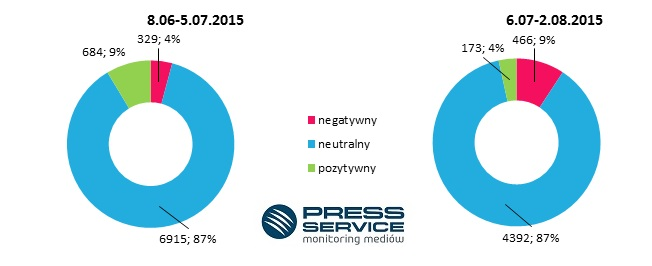 8.06-5.07.2015
329; 4%
684; 9%
6915; 87%
negatywny
neutralny
pozytywny
6.07-2.08.2015
466; 9%
173; 4%
4392; 87%
PRESS
SERVICE
monitoring mediów